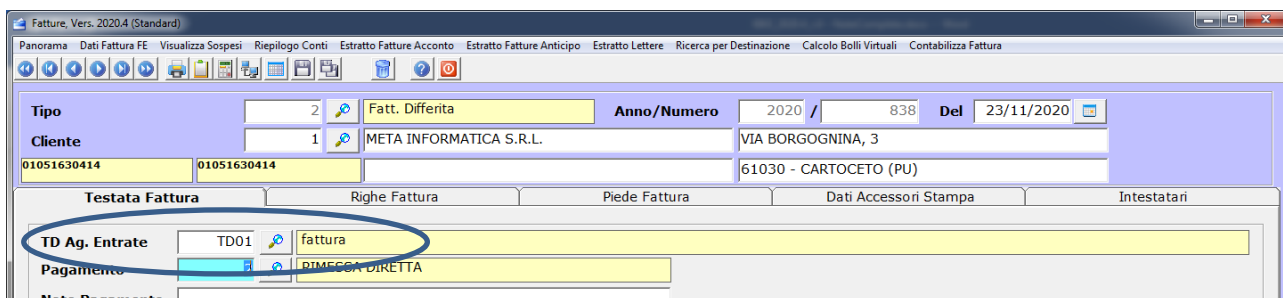 Fatture, Vers. 2020.4 (Standard)
Panorama Dati Fattura FE Visualizza Sospesi Riepilogo Conti Estratto Fatture Acconto Estratto Fatture Anticipo Estratto Lettere Ricerca per Destinazione Calcolo Bolli Virtuali Contabilizza Fattura
Tipo 2 Fatt. Differita Anno/Numero 2020 / 838 Del 23/11/2020
Cliente 1 META INFORMATICA S.R.L. VIA BORGOGNINA, 3
01051630414 01051630414 61030 - CARTOCETO (PU)
Testata Fattura Righe Fattura Piede Fattura Dati Accessori Stampa Intestatari
TD Ag. Entrate TD01 fattura
Pagamento RIMESSA DIRETTA
Note Pagamento